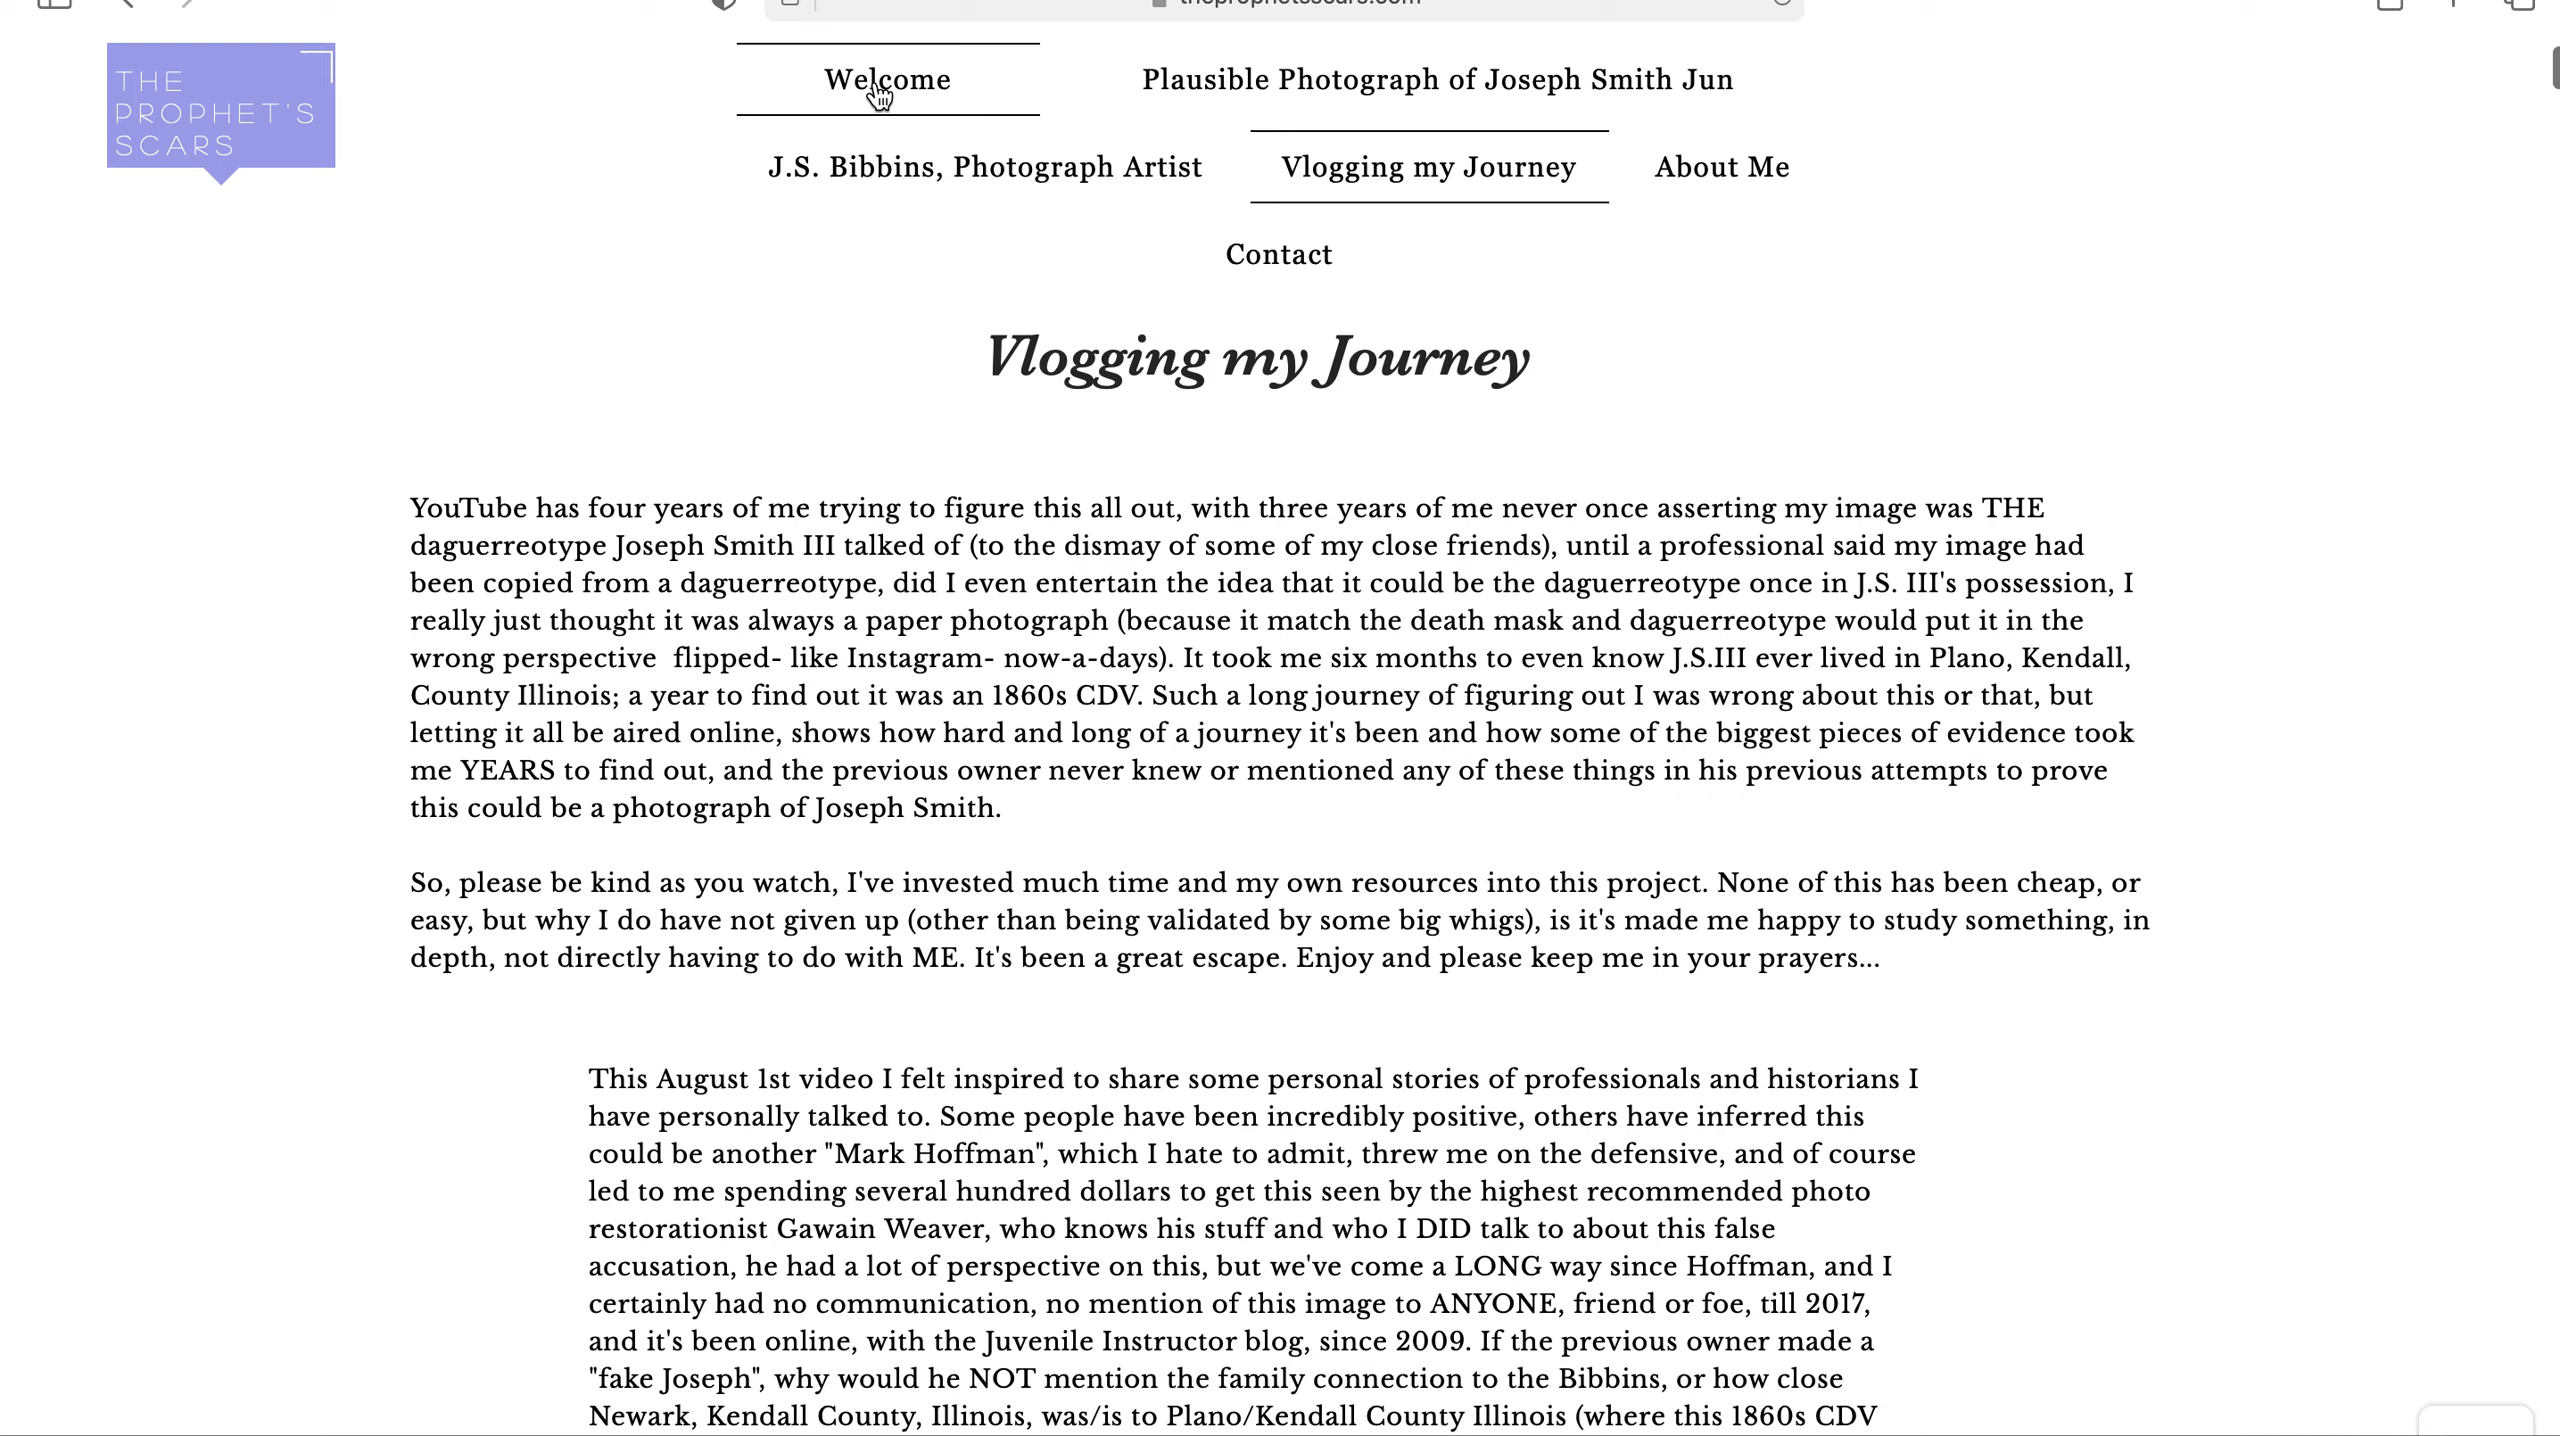 THE
PROPHET'S
SCARS
Welcome
Plausible Photograph of Joseph Smith Jun
J.S. Bibbins, Photograph Artist
Vlogging my Journey
About Me
Contact
Vlogging my Journey
YouTube has four years of me trying to figure this all out, with three years of me never once asserting my image was THE
daguerreotype Joseph Smith III talked of (to the dismay of some of my close friends), until a professional said my image had
been copied from a daguerreotype, did I even entertain the idea that it could be the daguerreotype once in J.S. III's possession, I
really just thought it was always a paper photograph (because it match the death mask and daguerreotype would put it in the
wrong perspective  flipped- like Instagram- now-a-days). It took me six months to even know J.S.III ever lived in Plano, Kendall,
County Illinois; a year to find out it was an 1860s CDV. Such a long journey of figuring out I was wrong about this or that, but
letting it all be aired online, shows how hard and long of a journey it's been and how some of the biggest pieces of evidence took
me YEARS to find out, and the previous owner never knew or mentioned any of these things in his previous attempts to prove
this could be a photograph of Joseph Smith.
So, please be kind as you watch, I've invested much time and my own resources into this project. None of this has been cheap, or
easy, but why I do have not given up (other than being validated by some big whigs), is it's made me happy to study something, in
depth, not directly having to do with ME. It's been a great escape. Enjoy and please keep me in your prayers...
This August 1st video I felt inspired to share some personal stories of professionals and historians I
have personally talked to. Some people have been incredibly positive, others have inferred this
could be another "Mark Hoffman", which I hate to admit, threw me on the defensive, and of course
led to me spending several hundred dollars to get this seen by the highest recommended photo
restorationist Gawain Weaver, who knows his stuff and who I DID talk to about this false
accusation, he had a lot of perspective on this, but we've come a LONG way since Hoffman, and I
certainly had no communication, no mention of this image to ANYONE, friend or foe, till 2017,
and it's been online, with the Juvenile Instructor blog, since 2009. If the previous owner made a
"fake Joseph", why would he NOT mention the family connection to the Bibbins, or how close
Newark, Kendall County, Illinois, was/is to Plano/Kendall County Illinois (where this 1860s CDV